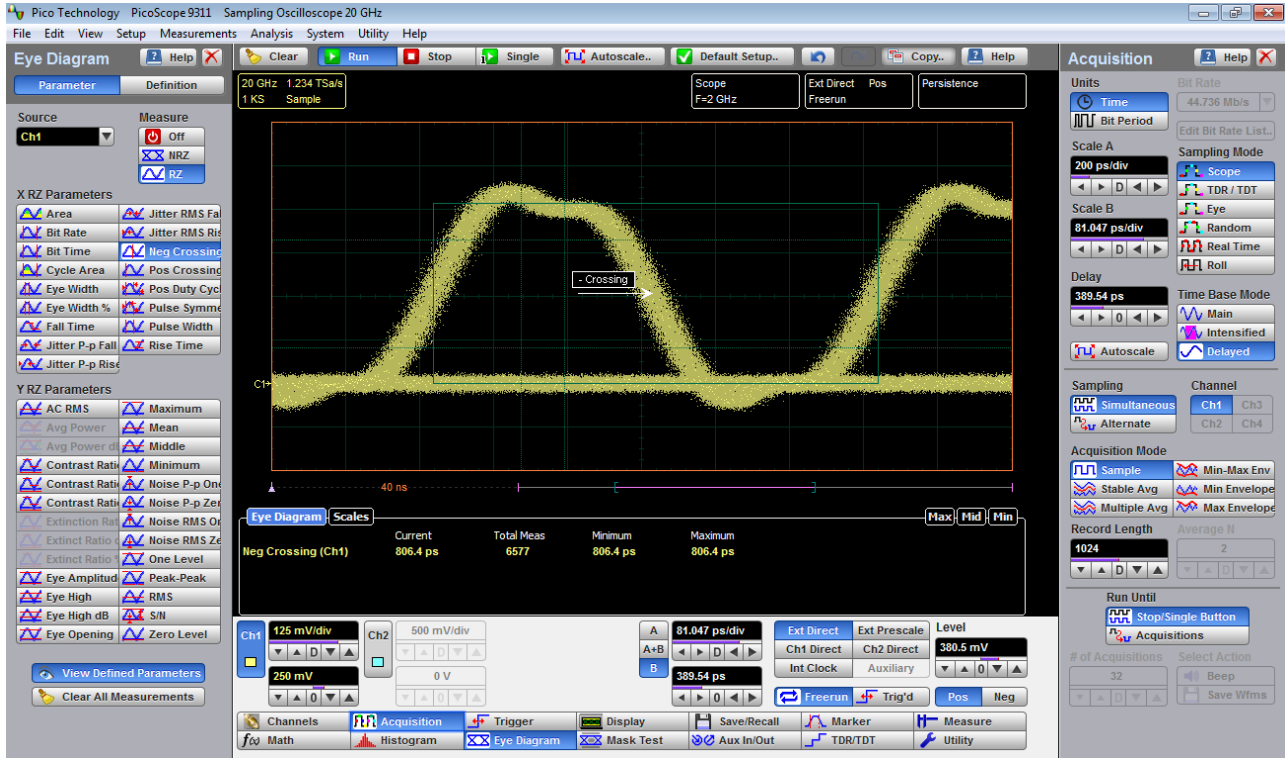 Pico Technology PicoScope 9311 Sampling Oscilloscope 20 GHz
File Edit View Setup Measurements Analysis System Utility Help
Eye Diagram Help
Parameter Definition
Source Measure
Ch1 Off
NRZ
RZ
X RZ Parameters
Area Jitter RMS Fal
Bit Rate Jitter RMS Ris
Bit Time Neg Crossing
Cycle Area Pos Crossing
Eye Width Pos Duty Cycl
Eye Width % Pulse Symme
Fall Time Pulse Width
Jitter P-p Fall Rise Time
Jitter P-p Rise
Y RZ Parameters
AC RMS Maximum
Avg Power Mean
Avg Power dB Middle
Contrast Rati Minimum
Contrast Rati Noise P-p One
Contrast Rati Noise P-p Zer
Extinction Rat Noise RMS On
Extinct Ratio Noise RMS Ze
Extinct Ratio % One Level
Eye Amplitud Peak-Peak
Eye High RMS
Eye High dB S/N
Eye Opening Zero Level
View Defined Parameters
Clear All Measurements
Clear Run Stop Single Autoscale.. Default Setup.. Copy.. Help
20 GHz 1.234 TSa/s
1 KS Sample
Scope
F=2 GHz
Ext Direct Pos
Freerun
Persistence
- Crossing
C1
40 ns
Eye Diagram Scales Max Mid Min
Current Total Meas Minimum Maximum
Neg Crossing (Ch1) 806.4 ps 6577 806.4 ps 806.4 ps
Ch1 125 mV/div Ch2 500 mV/div A 81.047 ps/div Ext Direct Ext Prescale Level
D D A+B D Ch1 Direct Ch2 Direct 380.5 mV
250 mV 0 V B 389.54 ps Int Clock Auxiliary 0
0 0 0 Freerun Trig'd Pos Neg
Channels Acquisition Trigger Display Save/Recall Marker Measure
f(x) Math Histogram Eye Diagram Mask Test Aux In/Out TDR/TDT Utility
Acquisition Help
Units Bit Rate
Time 44.736 Mb/s
Bit Period Edit Bit Rate List..
Scale A Sampling Mode
200 ps/div Scope
D TDR / TDT
Scale B Eye
81.047 ps/div Random
D Real Time
Roll
Delay
389.54 ps Time Base Mode
0 Main
Intensified
Autoscale Delayed
Sampling Channel
Simultaneous Ch1 Ch3
Alternate Ch2 Ch4
Acquisition Mode
Sample Min-Max Env
Stable Avg Min Envelope
Multiple Avg Max Envelope
Record Length Average N
1024 2
D D
Run Until
Stop/Single Button
Acquisitions
# of Acquisitions Select Action
32 Beep
0 Save Wfms